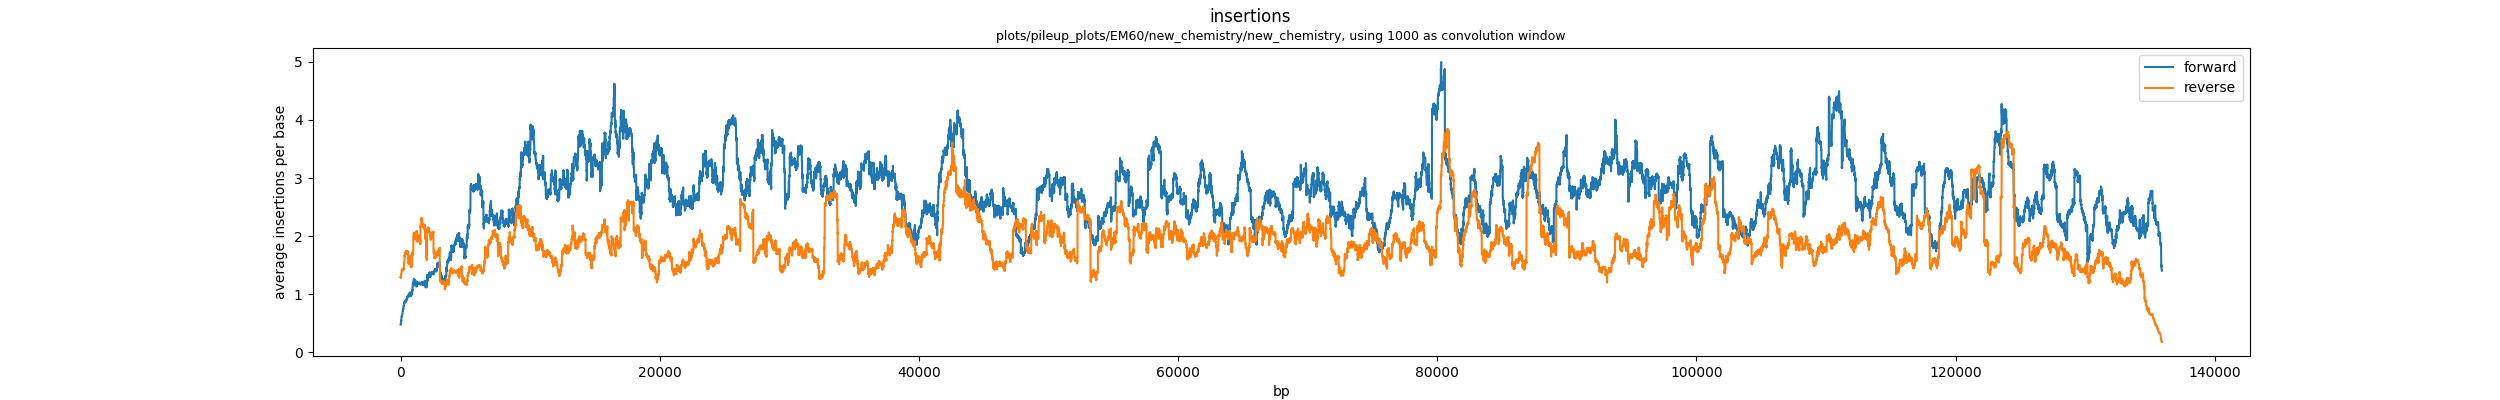 insertions
plots/pileup_plots/EM60/new_chemistry/new_chemistry, using 1000 as convolution window
average insertions per base
5
4
3
2
1
0
forward
reverse
0 20000 40000 60000 80000 100000 120000 140000
bp